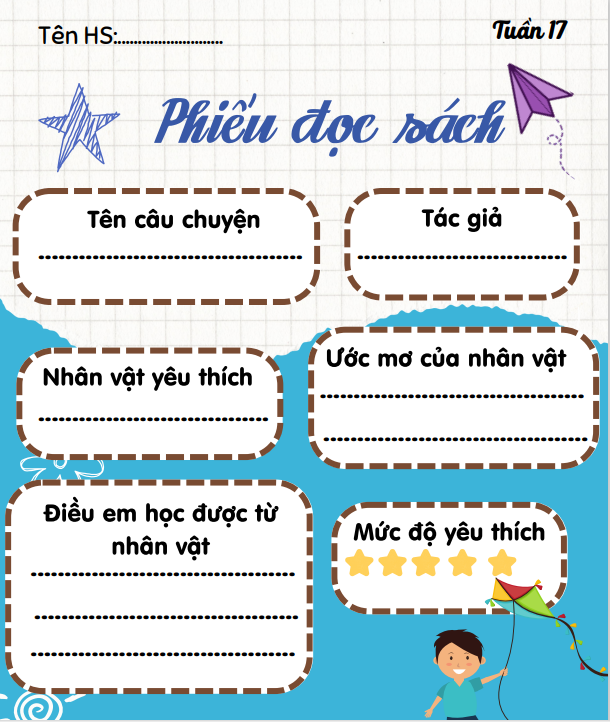 Tên HS:..........................
Tuần 17
Phiếu đọc sách
Tên câu chuyện
.......................................
Tác giả
...............................
Nhân vật yêu thích
..................................
Ước mơ của nhân vật
.......................................
.......................................
Điều em học được từ
nhân vật
.......................................
.......................................
.......................................
Mức độ yêu thích